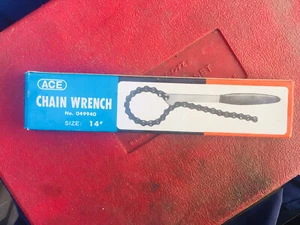 ACE
CHAIN WRENCH
No. 049940
SIZE: 14"